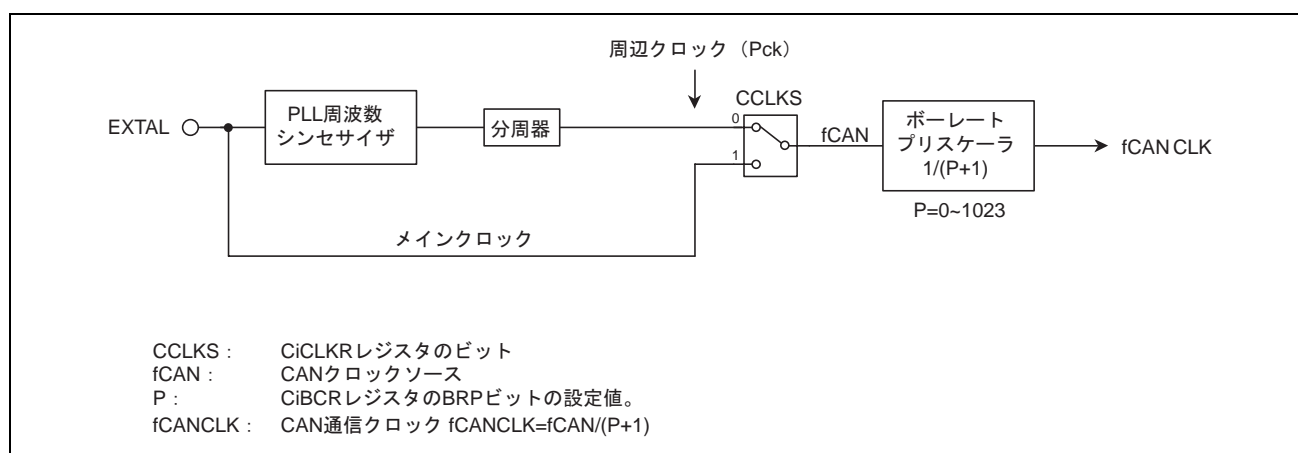 周辺クロック（Pck）
CCLKS
EXTAL
PLL周波数
シンセサイザ
分周器
0
1
fCAN
ボーレート
プリスケーラ
1/(P+1)
fCAN CLK
P=0~1023
メインクロック
CCLKS : CiCLKRレジスタのビット
fCAN : CANクロックソース
P : CiBCRレジスタのBRPビットの設定値。
fCANCLK : CAN通信クロック fCANCLK=fCAN/(P+1)